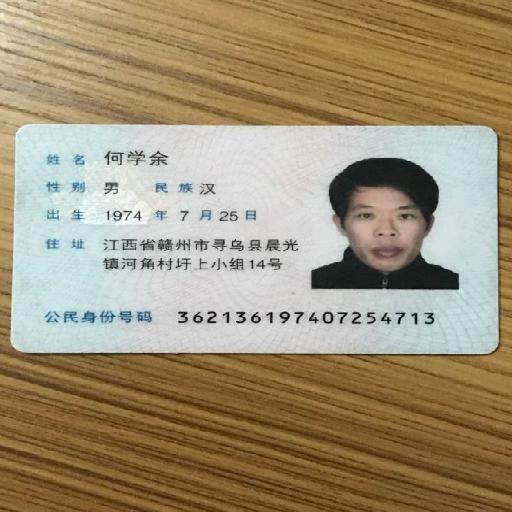 姓名 何学余
性别 男 民族 汉
出生 1974 年 7 月 25 日
住址 江西省赣州市寻乌县晨光
镇河角村圩上小组14号
公民身份号码 362136197407254713